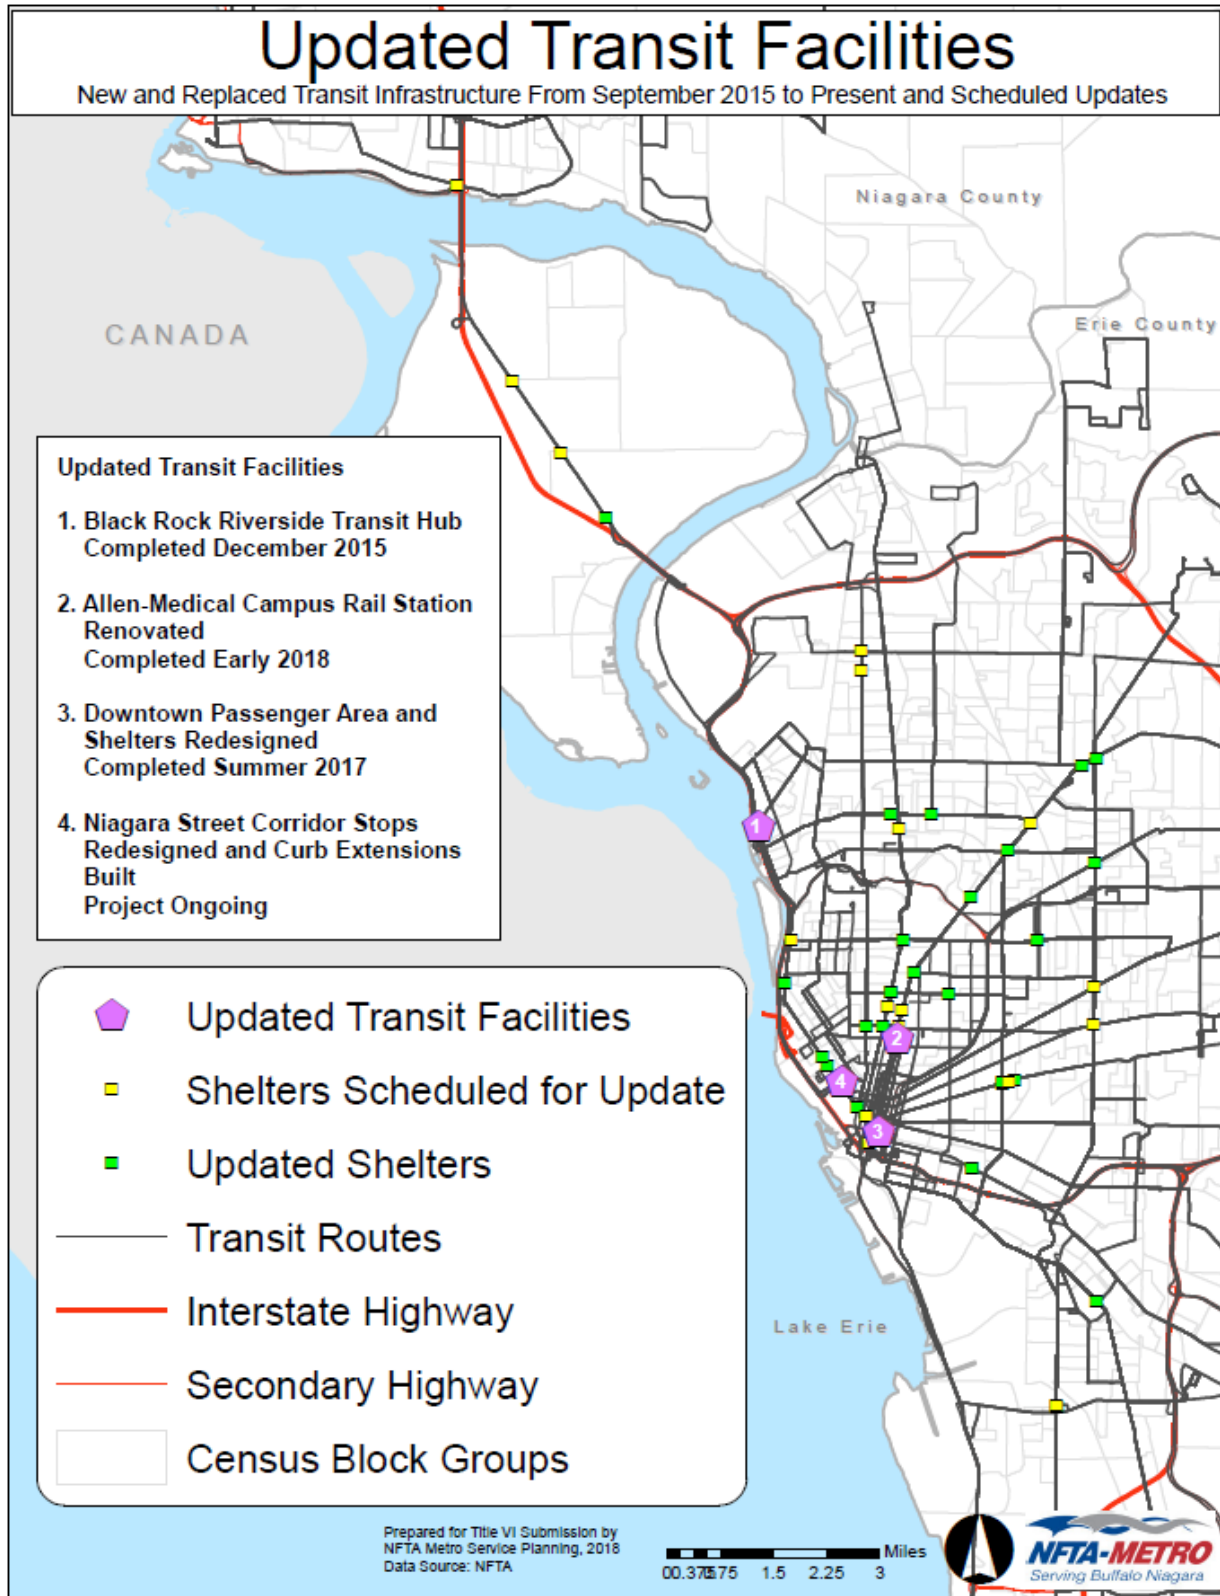 Updated Transit Facilities
New and Replaced Transit Infrastructure From September 2015 to Present and Scheduled Updates
Niagara County
Erie County
CANADA
Updated Transit Facilities
1. Black Rock Riverside Transit Hub
Completed December 2015
2. Allen-Medical Campus Rail Station
Renovated
Completed Early 2018
3. Downtown Passenger Area and
Shelters Redesigned
Completed Summer 2017
4. Niagara Street Corridor Stops
Redesigned and Curb Extensions
Built
Project Ongoing
1
2
4
3
Updated Transit Facilities
Shelters Scheduled for Update
Updated Shelters
Transit Routes
Interstate Highway
Secondary Highway
Census Block Groups
Lake Erie
Prepared for Title VI Submission by
NFTA Metro Service Planning, 2018
Data Source: NFTA
Miles
0 0.375 0.75 1.5 2.25 3
NFTA-METRO
Serving Buffalo Niagara